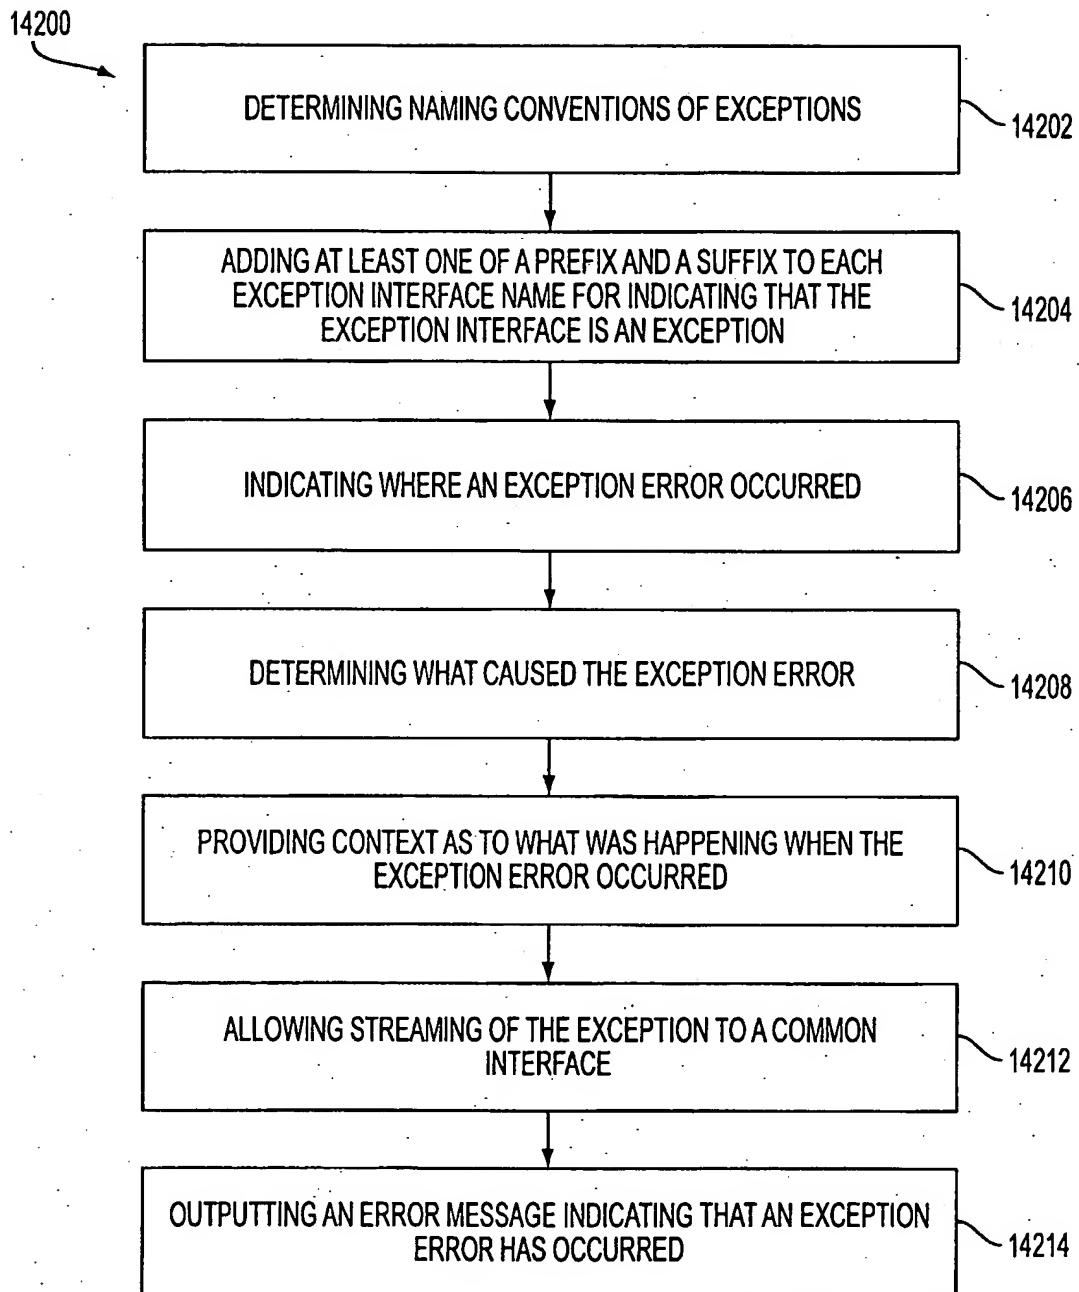 14200
DETERMINING NAMING CONVENTIONS OF EXCEPTIONS
14202
ADDING AT LEAST ONE OF A PREFIX AND A SUFFIX TO EACH
EXCEPTION INTERFACE NAME FOR INDICATING THAT THE
EXCEPTION INTERFACE IS AN EXCEPTION
14204
INDICATING WHERE AN EXCEPTION ERROR OCCURRED
14206
DETERMINING WHAT CAUSED THE EXCEPTION ERROR
14208
PROVIDING CONTEXT AS TO WHAT WAS HAPPENING WHEN THE
EXCEPTION ERROR OCCURRED
14210
ALLOWING STREAMING OF THE EXCEPTION TO A COMMON
INTERFACE
14212
OUTPUTTING AN ERROR MESSAGE INDICATING THAT AN EXCEPTION
ERROR HAS OCCURRED
14214